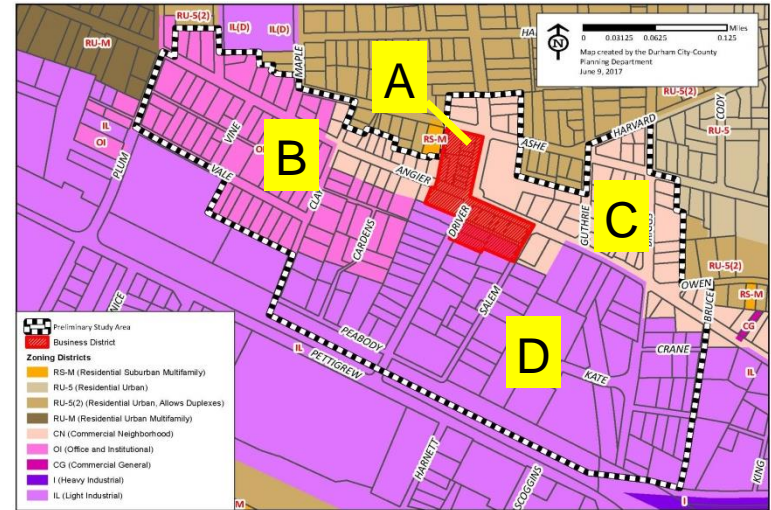 RU-5(2)
IL(D)
IL(D)
RU-M
MAPLE
HA
N
Miles
0 0.03125 0.0625 0.125
Map created by the Durham City-County
Planning Department
June 9, 2017
A
RU-5(2)
CODY
RU-5
HARVARD
ASHE
RS-M
VINE
B
IL
OI
PLUM
VALE
ANGIER
CLAY
C
GUTHRIE
DRIVER
CARDENS
RU-5(2)
OWEN
RS-M
BRUCE
CG
SALEM
D
CRANE
IL
PEABODY
IL
PETTIGREW
KATE
HARNETT
SCOGGINS
KING
I
M
Preliminary Study Area
Business District
Zoning Districts
RS-M (Residential Suburban Multifamily)
RU-5 (Residential Urban)
RU-5(2) (Residential Urban, Allows Duplexes)
RU-M (Residential Urban Multifamily)
CN (Commercial Neighborhood)
OI (Office and Institutional)
CG (Commercial General)
I (Heavy Industrial)
IL (Light Industrial)